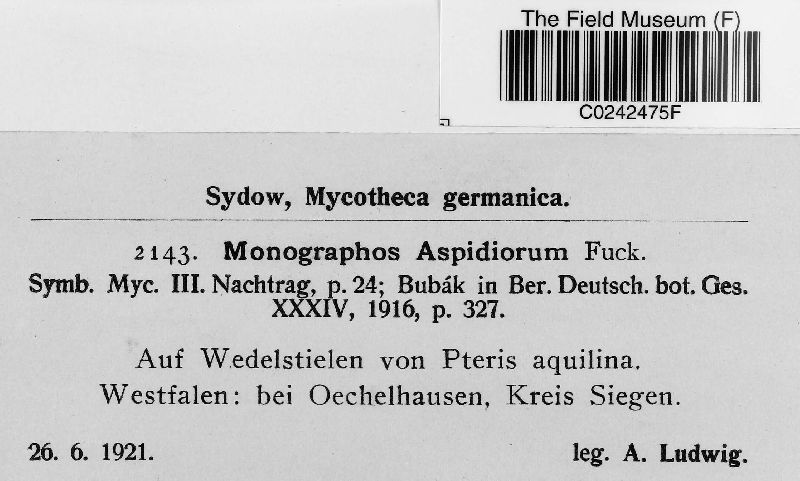 The Field Museum (F)
C0242475F
Sydow, Mycotheca germanica.
2143. Monographos Aspidiorum Fuck.
Symb. Myc. III. Nachtrag, p. 24; Bubák in Ber. Deutsch. bot. Ges.
XXXIV, 1916, p. 327.
Auf Wedelstielen von Pteris aquilina.
Westfalen: bei Oechelhausen, Kreis Siegen.
26. 6. 1921. leg. A. Ludwig.